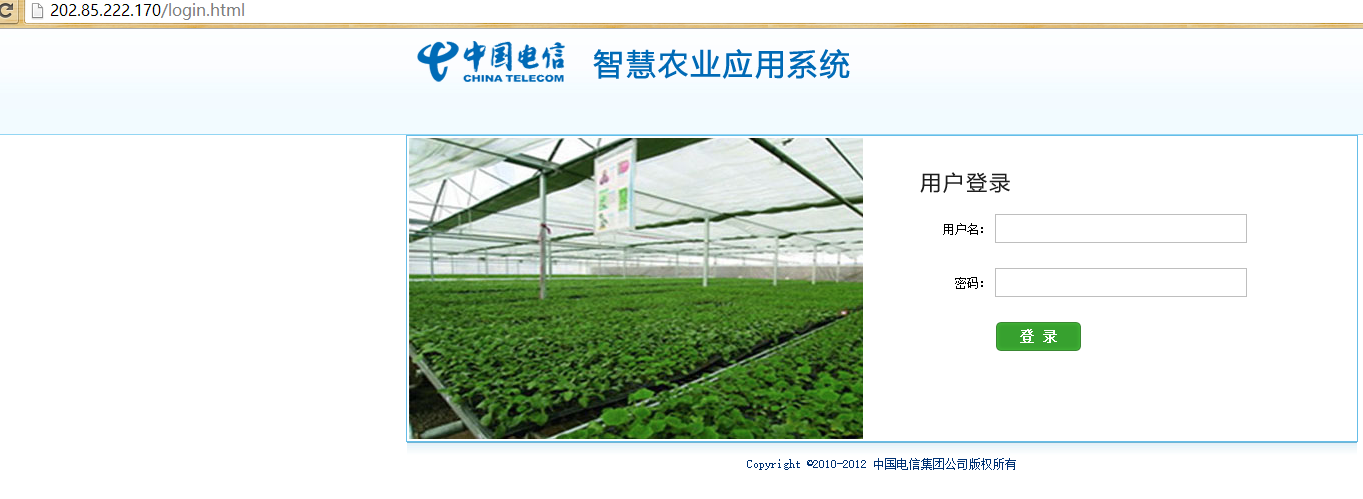 202.85.222.170/login.html
中国电信 CHINA TELECOM 智慧农业应用系统
用户登录
用户名：
密码：
登 录
Copyright ©2010-2012 中国电信集团公司版权所有